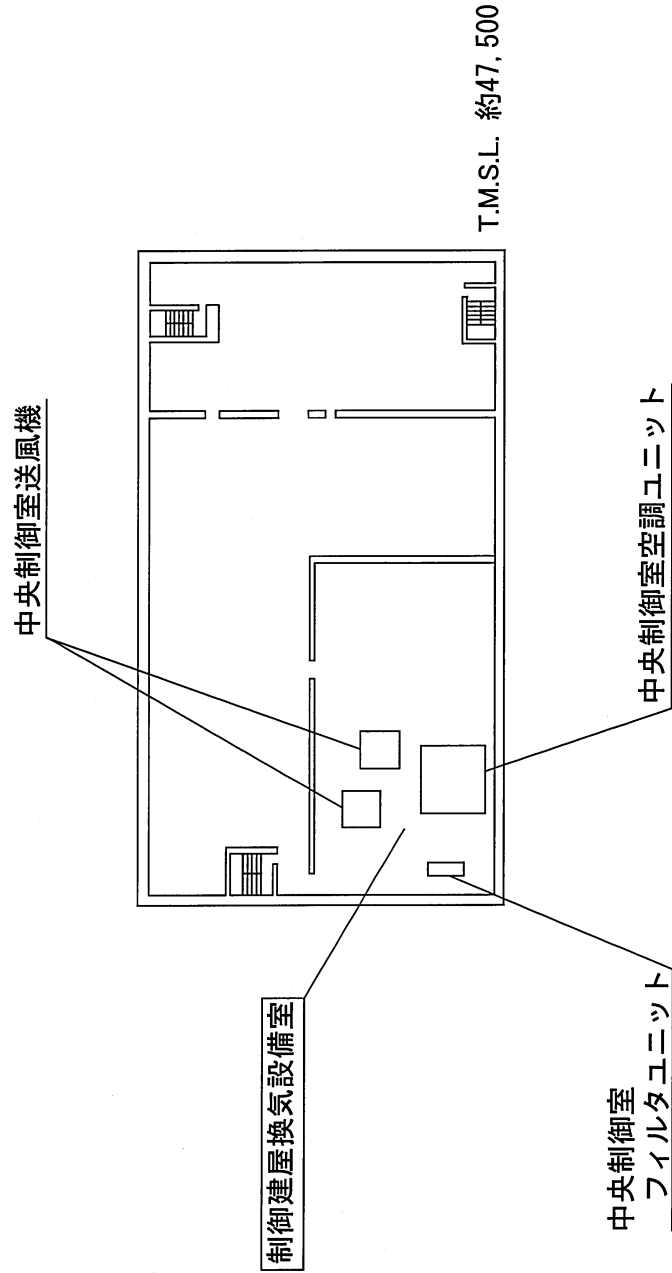 中央制御室送風機
制御建屋換気設備室
中央制御室
フィルタユニット
中央制御室空調ユニット
T.M.S.L. 約47,500